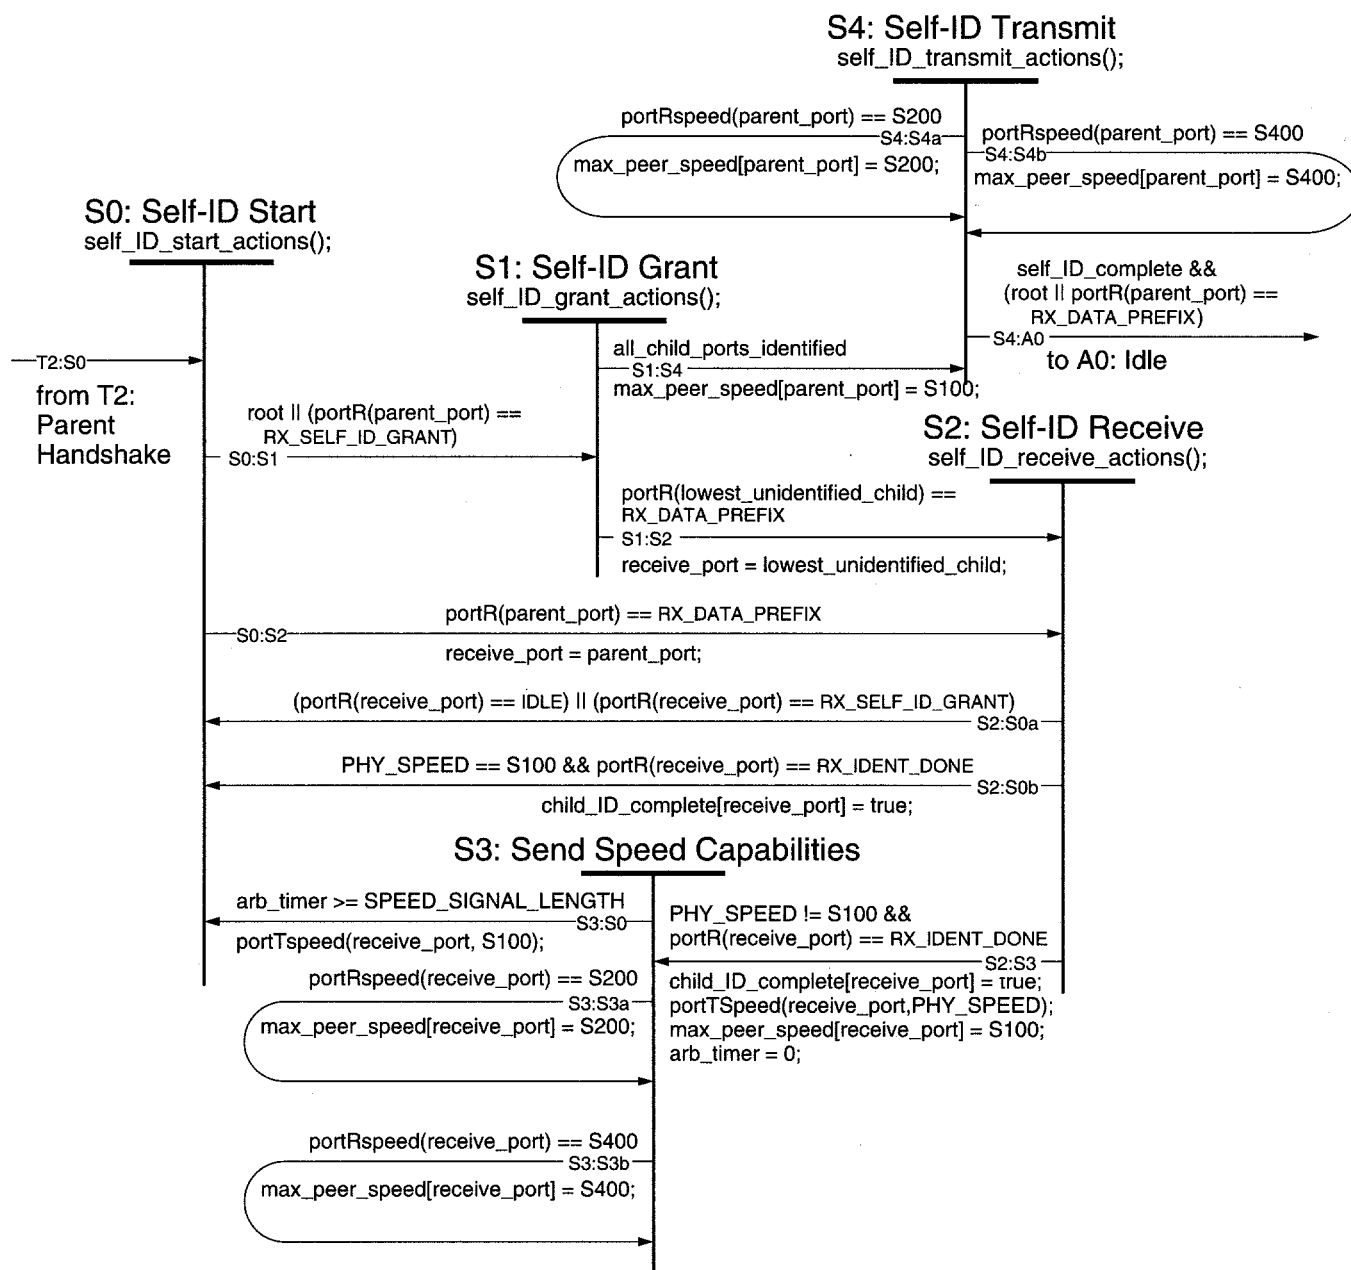 S4: Self-ID Transmit
self_ID_transmit_actions();
portRspeed(parent_port) == S200
S4:S4a
max_peer_speed[parent_port] = S200;
portRspeed(parent_port) == S400
S4:S4b
max_peer_speed[parent_port] = S400;
S0: Self-ID Start
self_ID_start_actions();
S1: Self-ID Grant
self_ID_grant_actions();
self_ID_complete &&
(root || portR(parent_port) ==
RX_DATA_PREFIX)
S4:A0
to A0: Idle
T2:S0
from T2:
Parent
Handshake
all_child_ports_identified
S1:S4
max_peer_speed[parent_port] = S100;
root || (portR(parent_port) ==
RX_SELF_ID_GRANT)
S0:S1
S2: Self-ID Receive
self_ID_receive_actions();
portR(lowest_unidentified_child) ==
RX_DATA_PREFIX
S1:S2
receive_port = lowest_unidentified_child;
portR(parent_port) == RX_DATA_PREFIX
S0:S2
receive_port = parent_port;
(portR(receive_port) == IDLE) || (portR(receive_port) == RX_SELF_ID_GRANT)
S2:S0a
PHY_SPEED == S100 && portR(receive_port) == RX_IDENT_DONE
S2:S0b
child_ID_complete[receive_port] = true;
S3: Send Speed Capabilities
arb_timer >= SPEED_SIGNAL_LENGTH
S3:S0
portTspeed(receive_port, S100);
PHY_SPEED != S100 &&
portR(receive_port) == RX_IDENT_DONE
S2:S3
child_ID_complete[receive_port] = true;
portTSpeed(receive_port,PHY_SPEED);
max_peer_speed[receive_port] = S100;
arb_timer = 0;
portRspeed(receive_port) == S200
S3:S3a
max_peer_speed[receive_port] = S200;
portRspeed(receive_port) == S400
S3:S3b
max_peer_speed[receive_port] = S400;